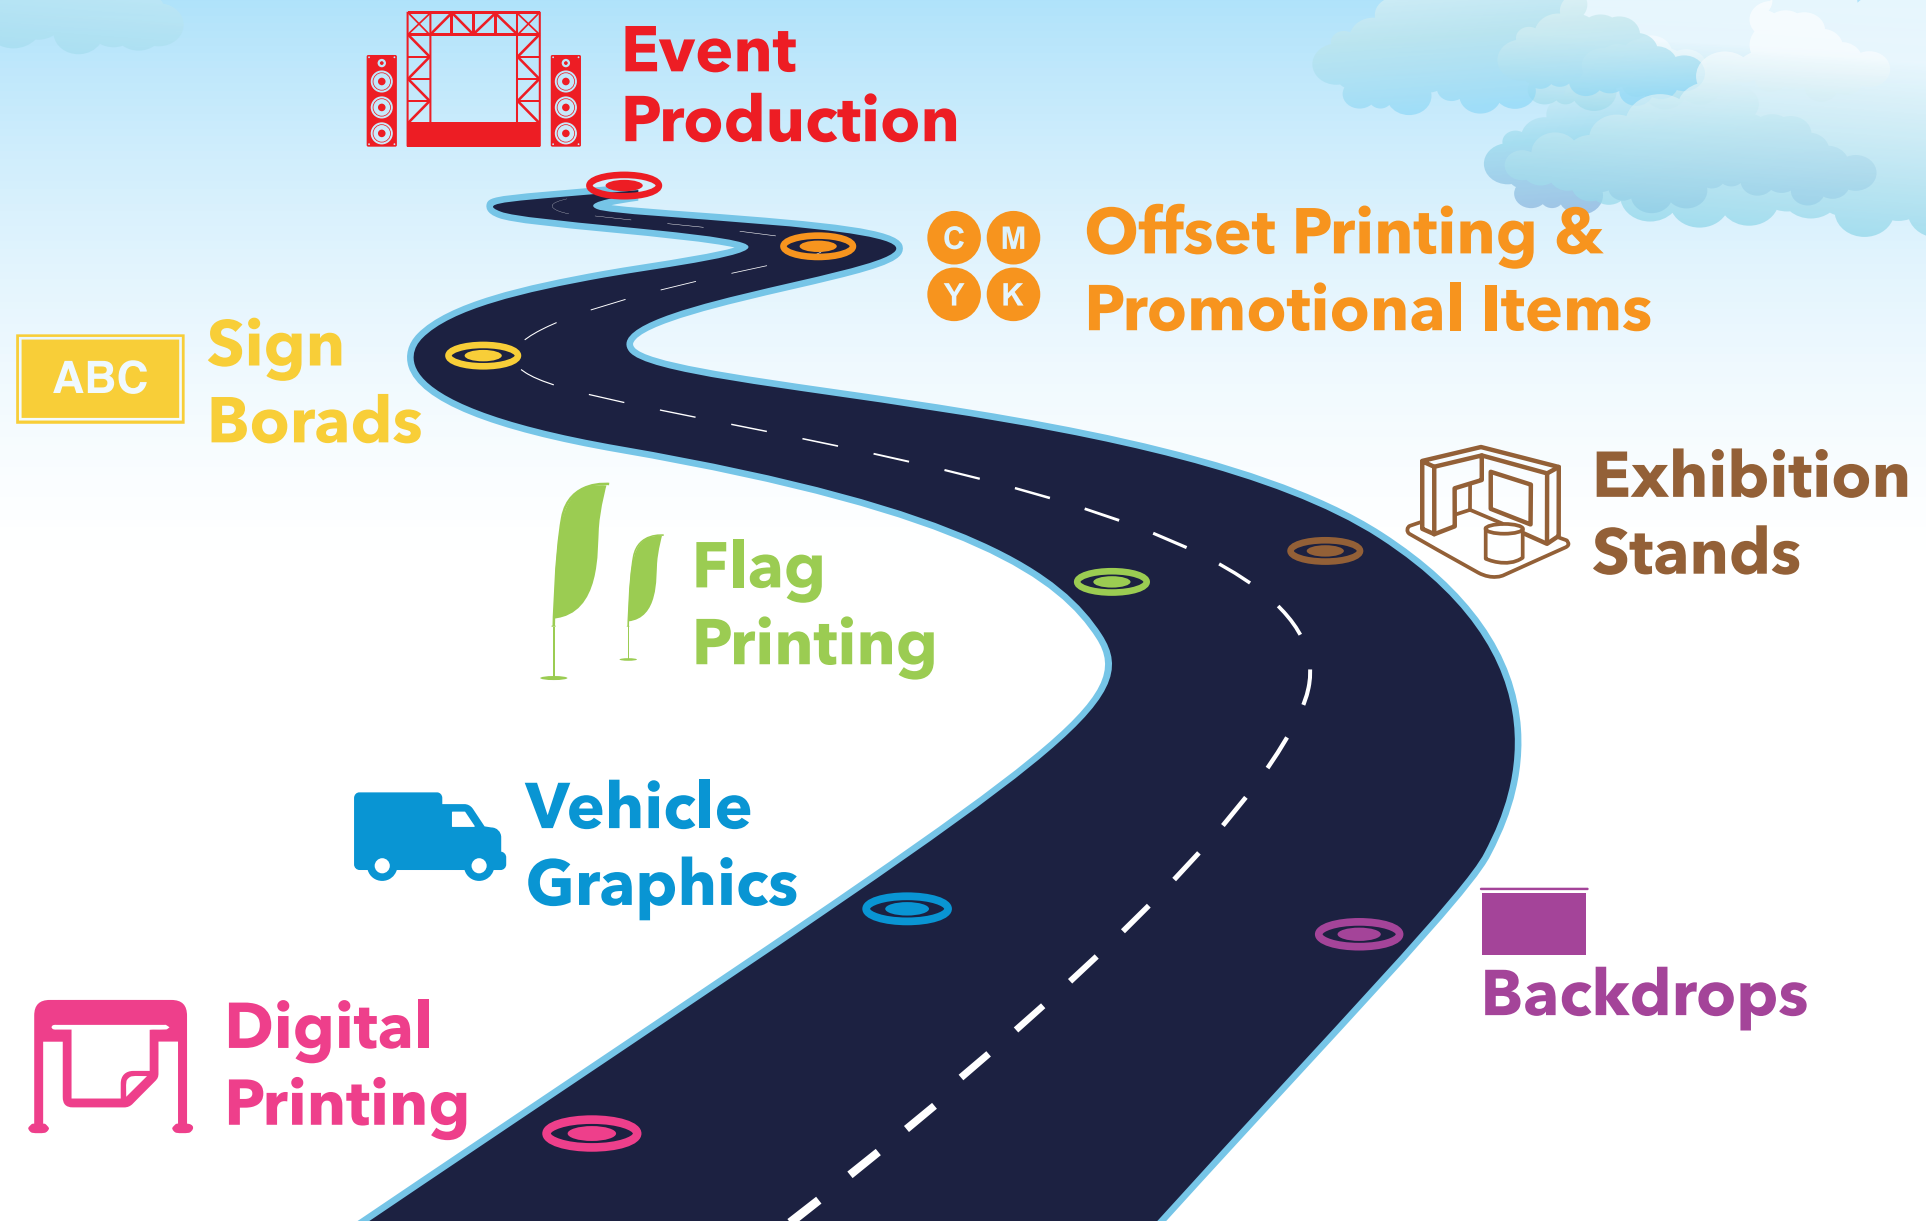 Event
Production
C M
Y K
Offset Printing &
Promotional Items
ABC
Sign
Borads
Exhibition
Stands
Flag
Printing
Vehicle
Graphics
Backdrops
Digital
Printing